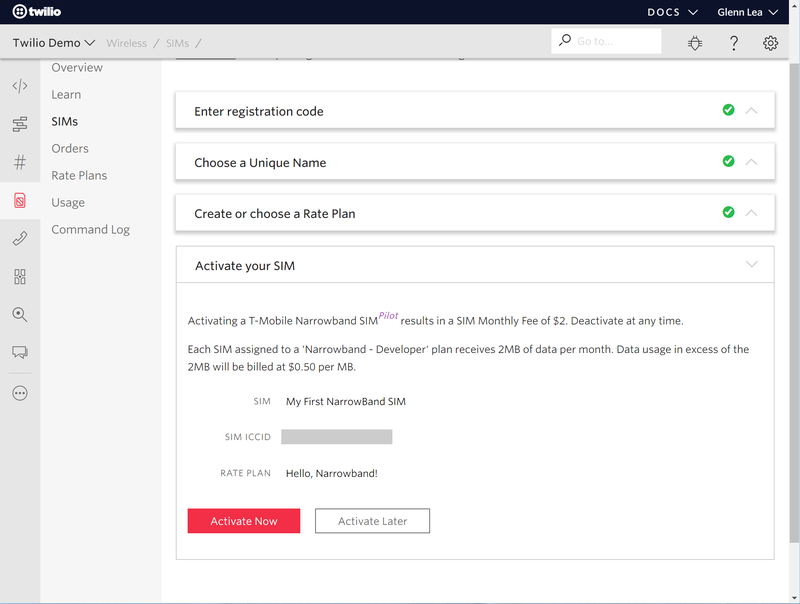 twilio
DOCS
Glenn Lea
Twilio Demo
Wireless / SIMs /
Go to...
?
</>
#
Overview
Learn
SIMs
Orders
Rate Plans
Usage
Command Log
Enter registration code
Choose a Unique Name
Create or choose a Rate Plan
Activate your SIM
Activating a T-Mobile Narrowband SIM Pilot results in a SIM Monthly Fee of $2. Deactivate at any time.
Each SIM assigned to a 'Narrowband - Developer' plan receives 2MB of data per month. Data usage in excess of the
2MB will be billed at $0.50 per MB.
SIM My First NarrowBand SIM
SIM ICCID
RATE PLAN Hello, Narrowband!
Activate Now
Activate Later